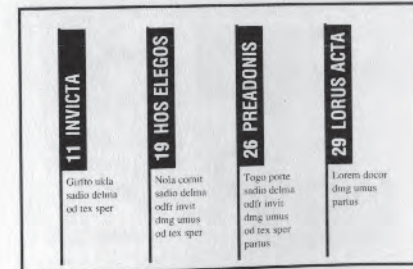 11 INVICTA
Giitto ukla
sadio delma
od tex sper
19 HOS ELEGOS
Nola comit
sadio delma
odfr invit
dmg umus
od tex sper
26 PREADONIS
Togo porte
sadio delma
odfr invit
dmg umus
od tex sper
partus
29 LORUS ACTA
Lorem docor
dmg umus
partus